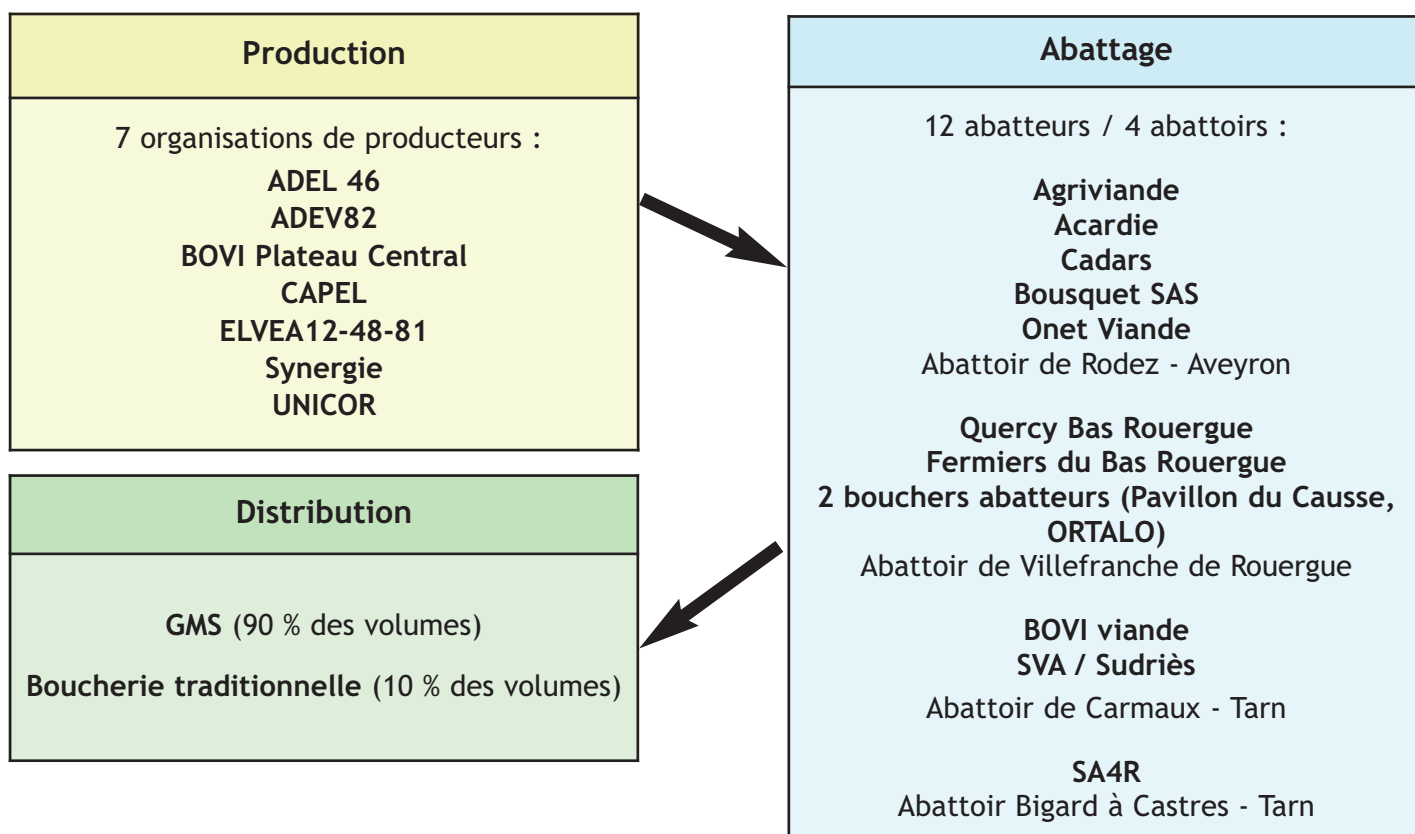 Production
7 organisations de producteurs :
ADEL 46
ADEV82
BOVI Plateau Central
CAPEL
ELVEA12-48-81
Synergie
UNICOR
Abattage
12 abatteurs / 4 abattoirs :
Agriviande
Acardie
Cadars
Bousquet SAS
Onet Viande
Abattoir de Rodez - Aveyron
Quercy Bas Rouergue
Fermiers du Bas Rouergue
2 bouchers abatteurs (Pavillon du Causse,
ORTALO)
Abattoir de Villefranche de Rouergue
BOVI viande
SVA / Sudriès
Abattoir de Carmaux - Tarn
SA4R
Abattoir Bigard à Castres - Tarn
Distribution
GMS (90 % des volumes)
Boucherie traditionnelle (10 % des volumes)